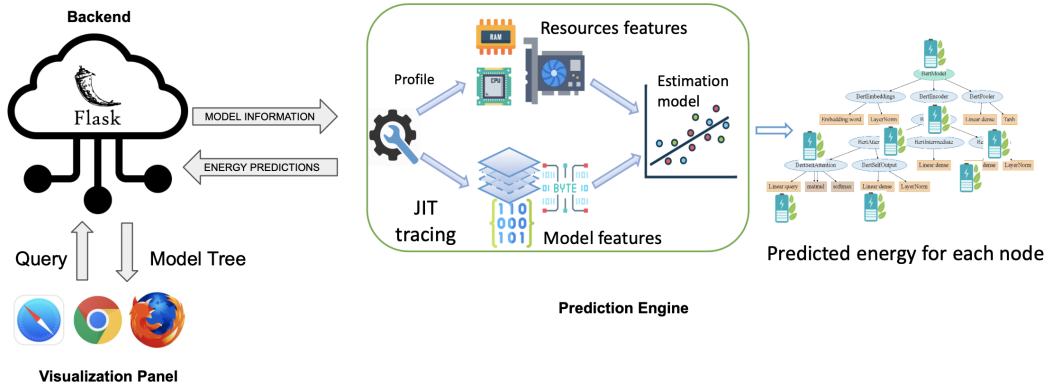 Backend
Flask
MODEL INFORMATION
ENERGY PREDICTIONS
Query
Model Tree
Visualization Panel
Profile
RAM
CPU
Resources features
Estimation
model
JIT
tracing
BYTE
110
000
101
Model features
Prediction Engine
BertModel
BertEmbeddings
BertEncoder
BertPooler
Embedding word
LayerNorm
Linear dense
Tanh
BertIntermediate
BertSelfAttention
BertSelfOutput
Linear dense
dense
LayerNorm
Linear query
matmul
softmax
Linear dense
LayerNorm
Predicted energy for each node